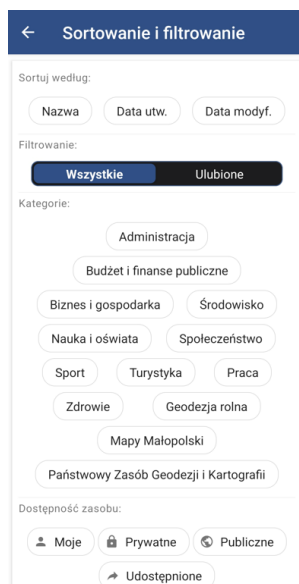 Sortowanie i filtrowanie
Sortuj według:
Nazwa Data utw. Data modyf.
Filtrowanie:
Wszystkie Ulubione
Kategorie:
Administracja
Budżet i finanse publiczne
Biznes i gospodarka Środowisko
Nauka i oświata Społeczeństwo
Sport Turystyka Praca
Zdrowie Geodezja rolna
Mapy Małopolski
Państwowy Zasób Geodezji i Kartografii
Dostępność zasobu:
Moje Prywatne Publiczne
Udostępnione